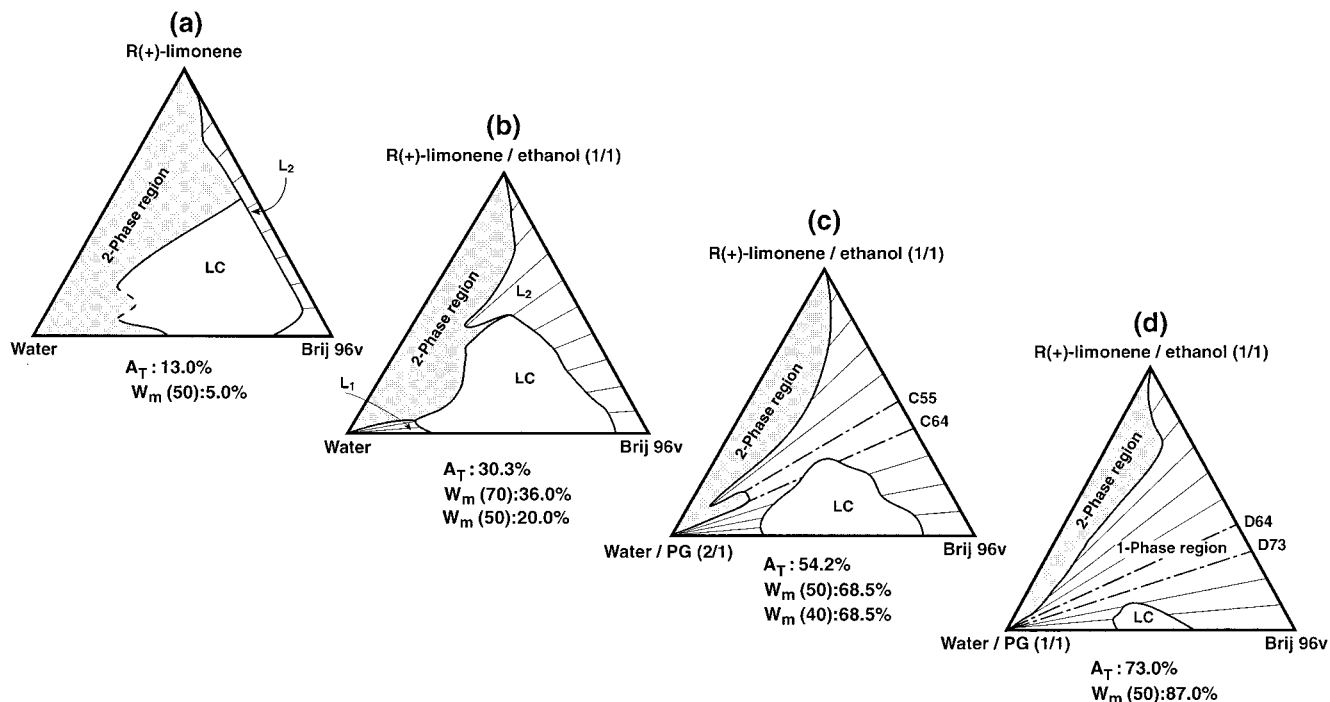 (a)
R(+)-limonene
2-Phase region
L2
LC
Water
Brij 96v
AT : 13.0%
Wm (50):5.0%
(b)
R(+)-limonene / ethanol (1/1)
2-Phase region
L2
L1
LC
Water
Brij 96v
AT : 30.3%
Wm (70):36.0%
Wm (50):20.0%
(c)
R(+)-limonene / ethanol (1/1)
2-Phase region
C55
C64
LC
Water / PG (2/1)
Brij 96v
AT : 54.2%
Wm (50):68.5%
Wm (40):68.5%
(d)
R(+)-limonene / ethanol (1/1)
2-Phase region
D64
1-Phase region
D73
LC
Water / PG (1/1)
Brij 96v
AT : 73.0%
Wm (50):87.0%